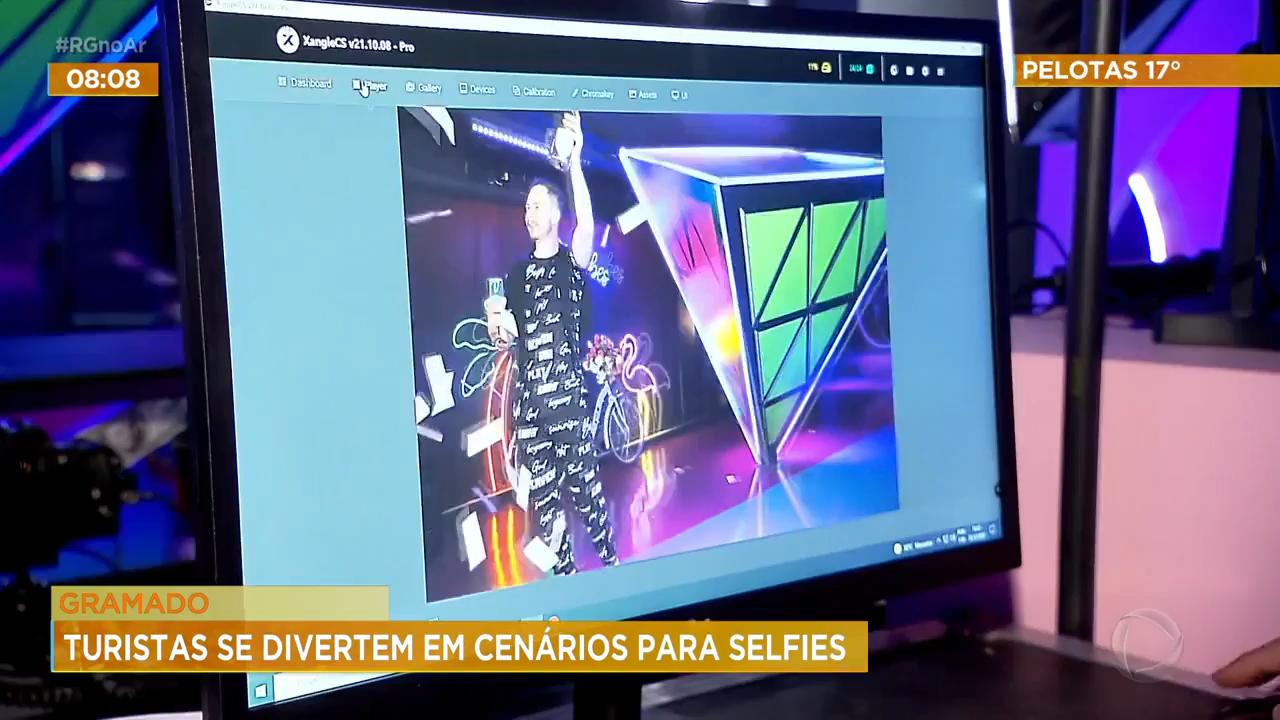 #RGnoAr
08:08
PELOTAS 17°
XangleCS v21.10.08 - Pro
Dashboard
Gallery
Devices
Calibration
Chromakey
Assets
UI
GRAMADO
TURISTAS SE DIVERTEM EM CENÁRIOS PARA SELFIES